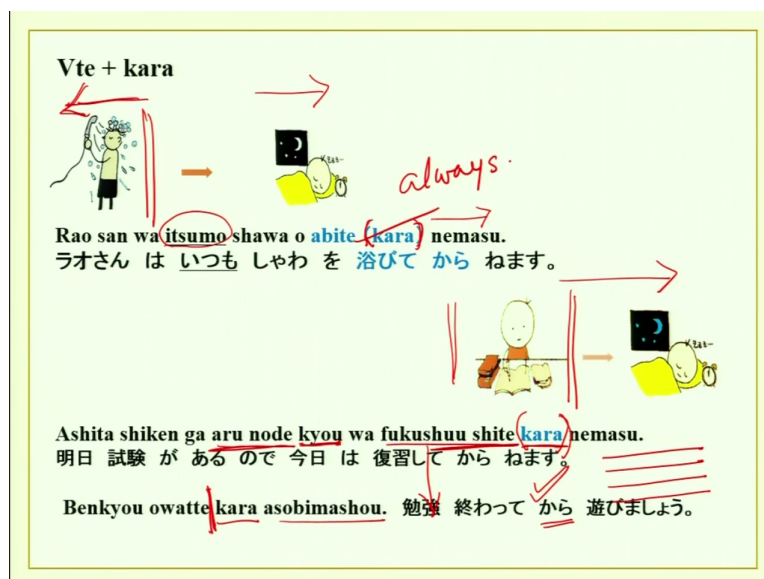 Vte + kara
always.
Rao san wa itsumo shawa o abite (kara) nemasu.
ラオさん は いつも しゃわ を 浴びて から ねます。
Ashita shiken ga aru node kyou wa fukushuu shite kara nemasu.
明日 試験 が ある ので 今日 は 復習して から ねます。
Benkyou owatte kara asobimashou. 勉強 終わって から 遊びましょう。